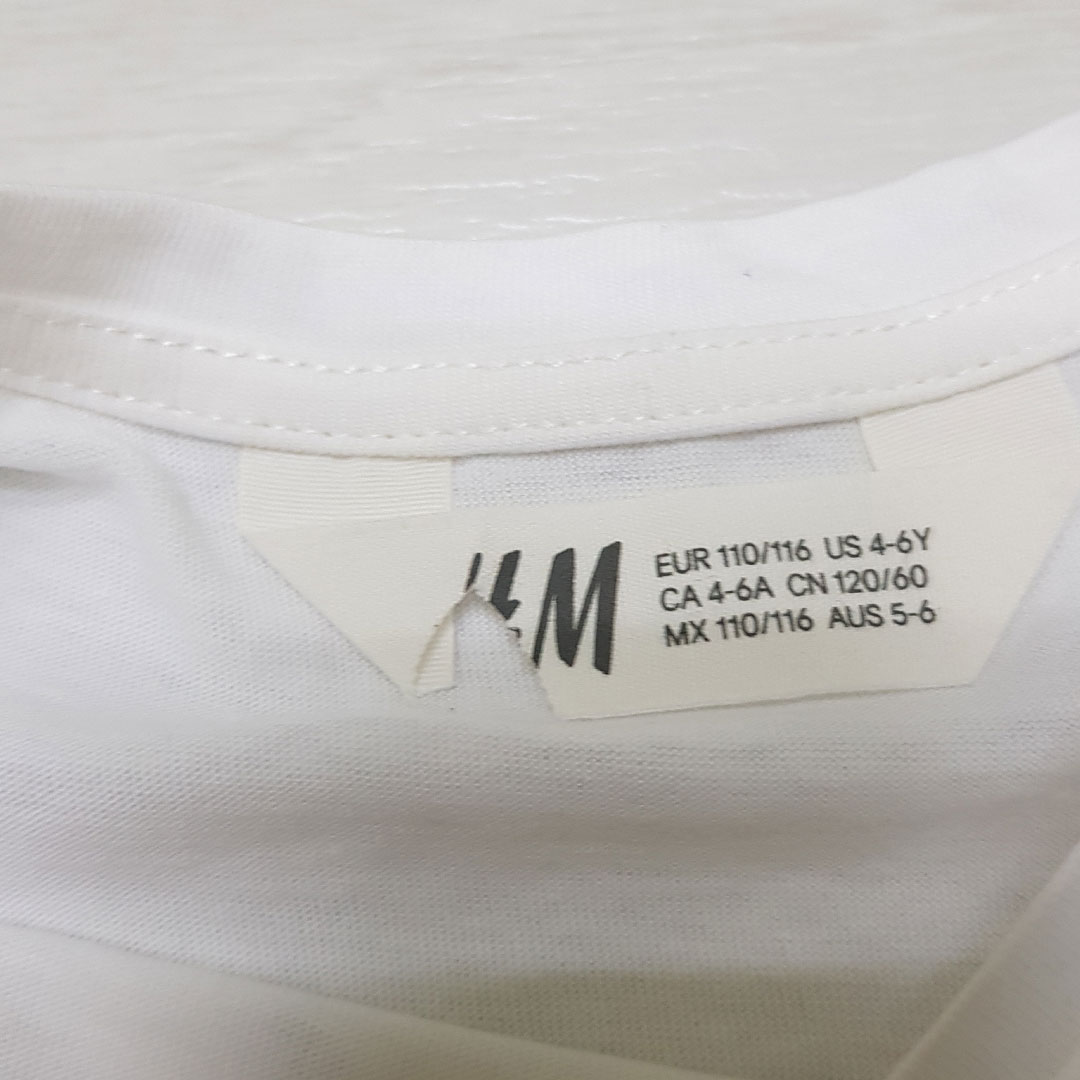 H&M
EUR 110/116 US 4-6Y
CA 4-6A CN 120/60
MX 110/116 AUS 5-6